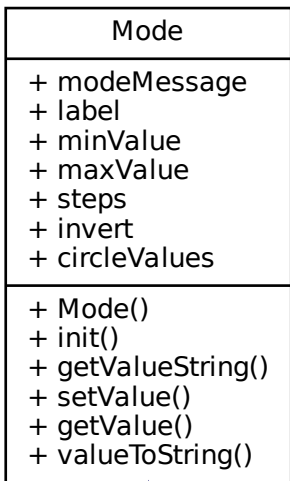 Mode
+ modeMessage
+ label
+ minValue
+ maxValue
+ steps
+ invert
+ circleValues
+ Mode()
+ init()
+ getValueString()
+ setValue()
+ getValue()
+ valueToString()